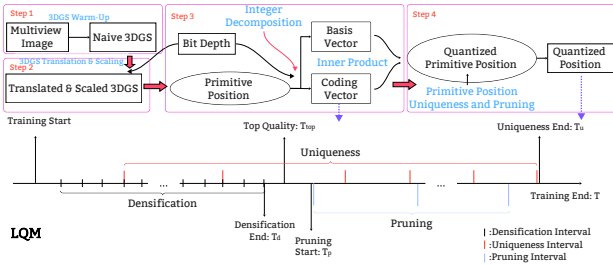 Step 1
3DGS Warm-Up
Multiview
Image
Naive 3DGS
3DGS Translation & Scaling
Step 2
Translated & Scaled 3DGS
Step 3
Integer
Decomposition
Bit Depth
Primitive
Position
Basis
Vector
Inner Product
Coding
Vector
Step 4
Quantized
Primitive Position
Quantized
Position
Primitive Position
Uniqueness and Pruning
Training Start
Top Quality: Ttop
Uniqueness End: Tu
Uniqueness
...
...
Densification
Training End: T
Pruning
Densification
End: Td
Pruning
Start: Tp
LQM
:Densification Interval
:Uniqueness Interval
:Pruning Interval